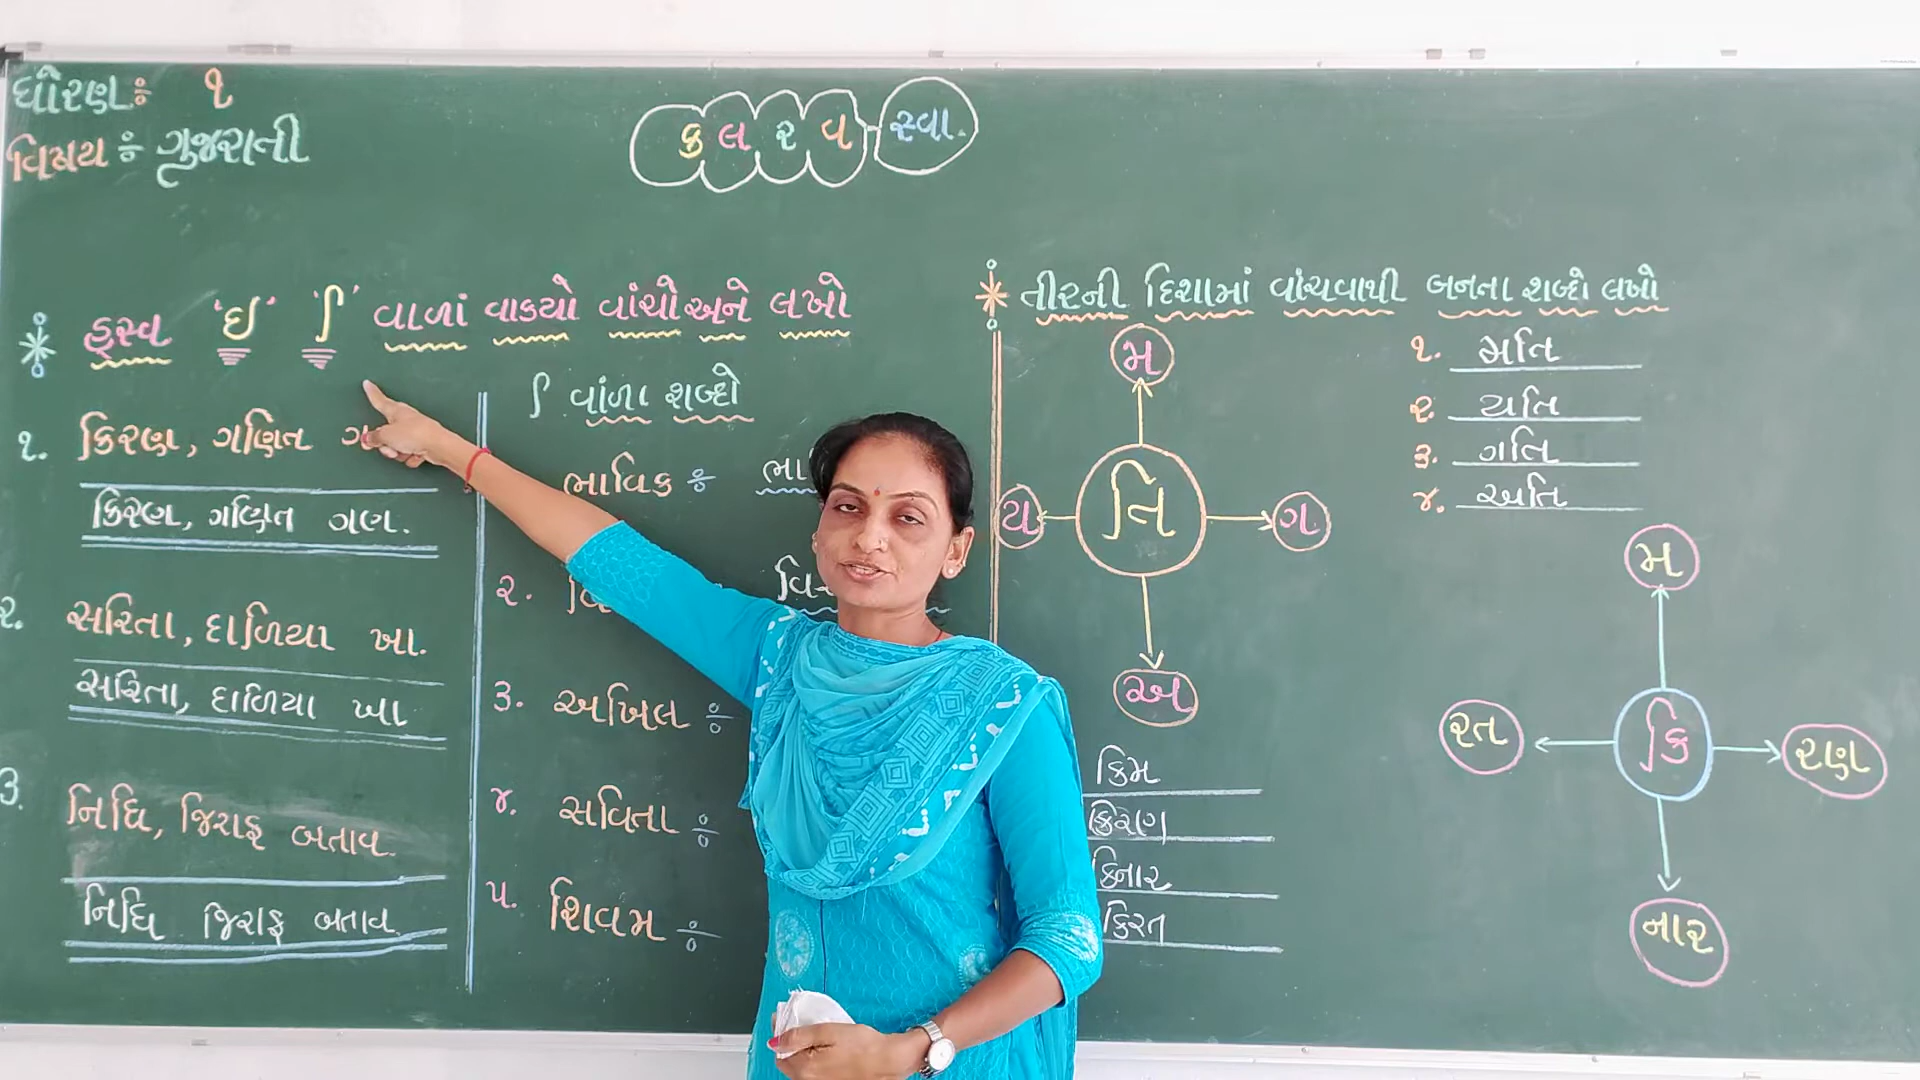 ધોરણ ÷ ૧
વિષય ÷ ગુજરાતી
કલરવ - સ્વા.
હ્રસ્વ 'ઇ' 'િ' વાળાં વાકયો વાંચો અને લખો
૧. કિરણ, ગણિત
કિરણ, ગણિત ગણ.
૨. સરિતા, દાળિયા ખા.
સરિતા, દાળિયા ખા
૩. નિધિ, જિરાફ બતાવ.
નિધિ જિરાફ બતાવ.
િ વાંળા શબ્દો
ભાવિક ÷
૨.
૩. અખિલ ÷
૪. સવિતા ÷
૫. શિવમ ÷
તીરની દિશામાં વાંચવાથી બનતા શબ્દો લખો
મ
ય તિ ગ
અ
૧. મતિ
૨ યતિ
૩. ગતિ
૪. અતિ
મ
રત કિ રણ
નાર
કિમ
કિરણ
કિનાર
કિરત